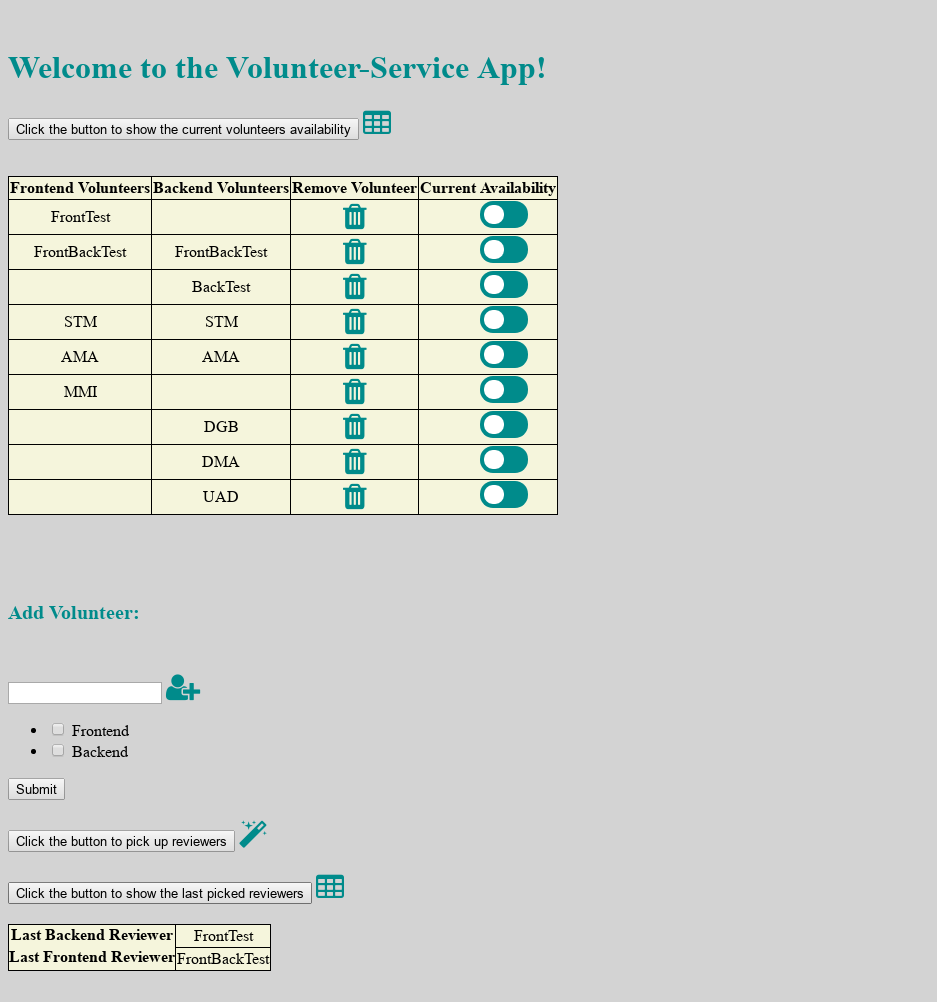 Welcome to the Volunteer-Service App!
Click the button to show the current volunteers availability
Frontend Volunteers Backend Volunteers Remove Volunteer Current Availability
FrontTest
FrontBackTest FrontBackTest
BackTest
STM STM
AMA AMA
MMI
DGB
DMA
UAD
Add Volunteer:
Frontend
Backend
Submit
Click the button to pick up reviewers
Click the button to show the last picked reviewers
Last Backend Reviewer FrontTest
Last Frontend Reviewer FrontBackTest